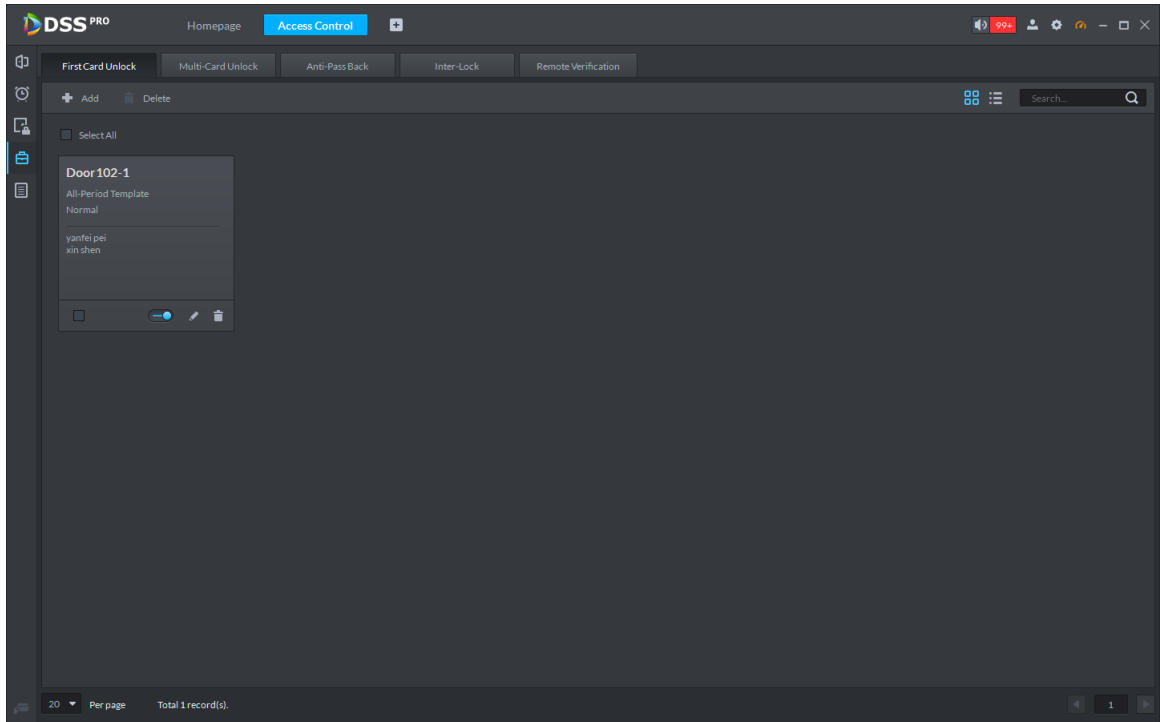 DSS PRO Homepage Access Control 99+
First Card Unlock Multi-Card Unlock Anti-Pass Back Inter-Lock Remote Verification
Add Delete Search...
Select All
Door102-1
All-Period Template
Normal
yanfei pei
xin shen
20 Per page Total 1 record(s). 1